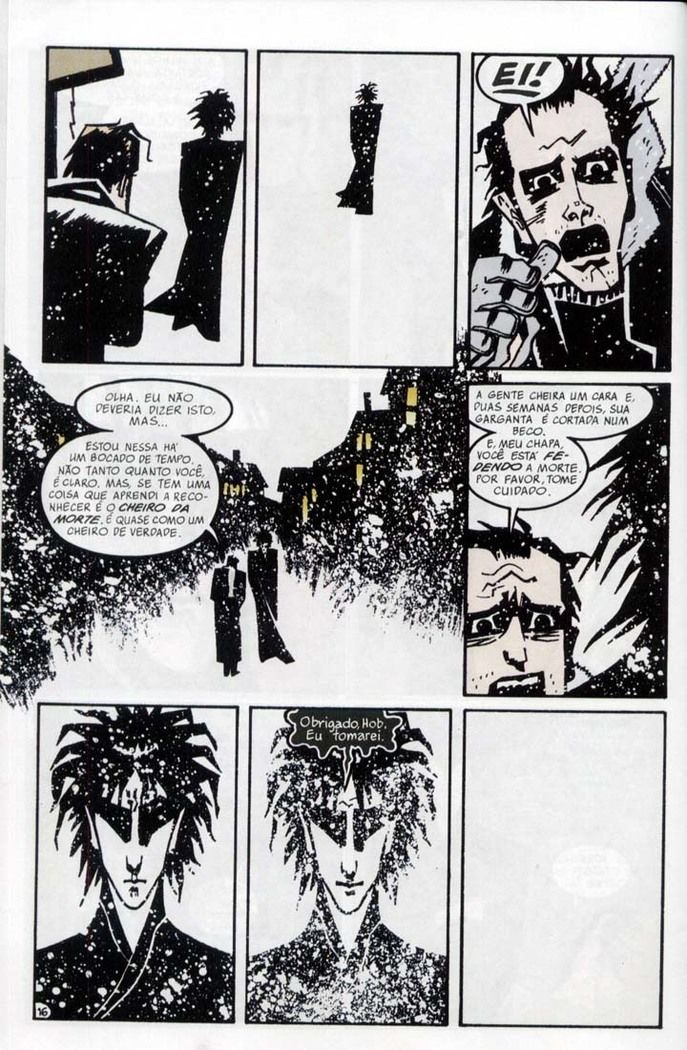 EI!
OLHA. EU NÃO
DEVERIA DIZER ISTO,
MAS...
ESTOU NESSA HÁ
UM BOCADO DE TEMPO.
NÃO TANTO QUANTO VOCÊ,
É CLARO. MAS, SE TEM UMA
COISA QUE APRENDI A RECO-
NHECER É O CHEIRO DA
MORTE. É QUASE COMO UM
CHEIRO DE VERDADE.
A GENTE CHEIRA UM CARA E,
DUAS SEMANAS DEPOIS, SUA
GARGANTA É CORTADA NUM
BECO.
E, MEU CHAPA,
VOCÊ ESTÁ FE-
DENDO A MORTE.
POR FAVOR, TOME
CUIDADO.
Obrigado, Hob.
Eu tomarei.
16